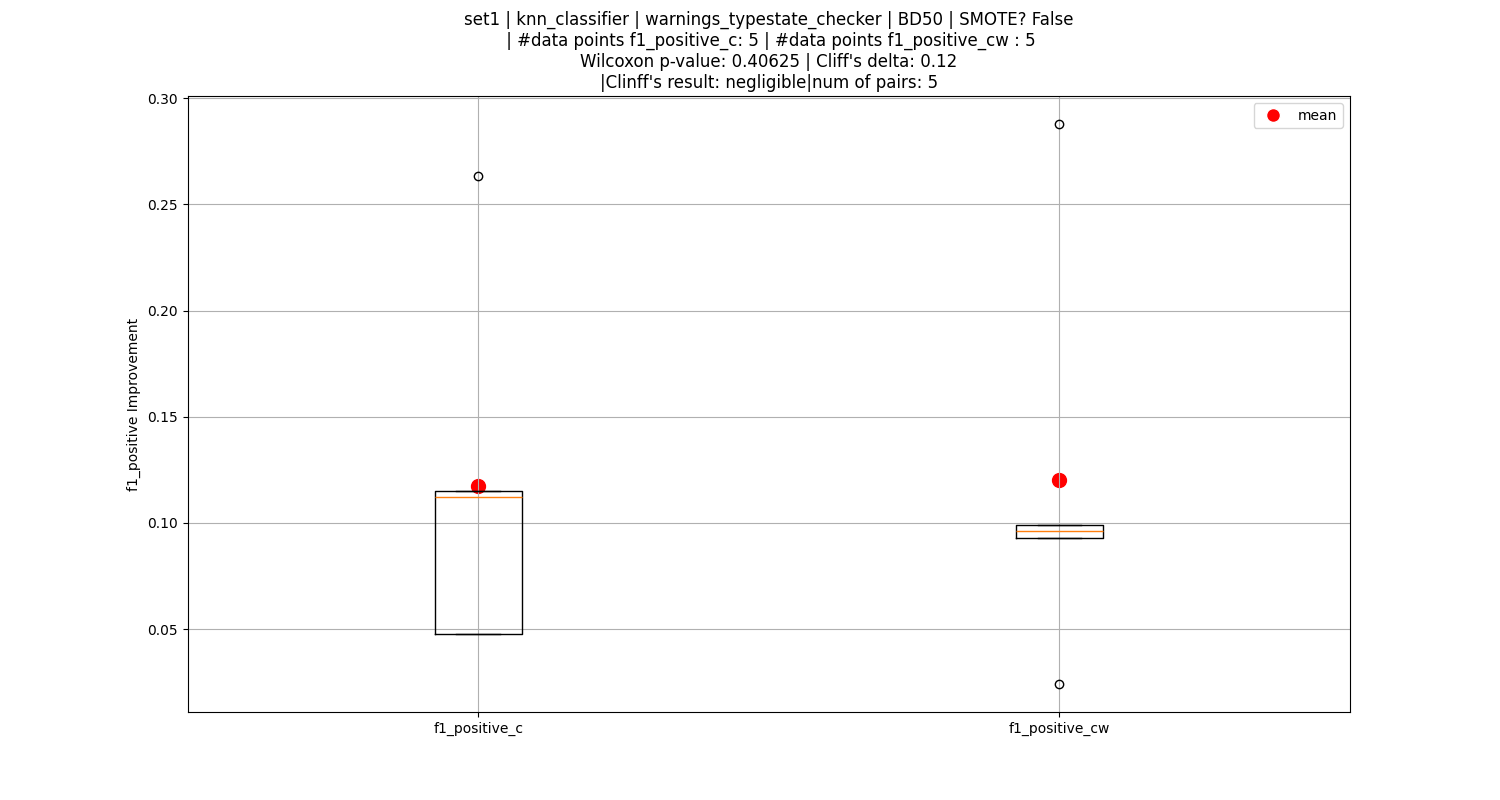 set1 | knn_classifier | warnings_typestate_checker | BD50 | SMOTE? False
| #data points f1_positive_c: 5 | #data points f1_positive_cw : 5
Wilcoxon p-value: 0.40625 | Cliff's delta: 0.12
|Clinff's result: negligible|num of pairs: 5
mean
0.30
0.25
0.20
0.15
0.10
0.05
f1_positive Improvement
f1_positive_c
f1_positive_cw